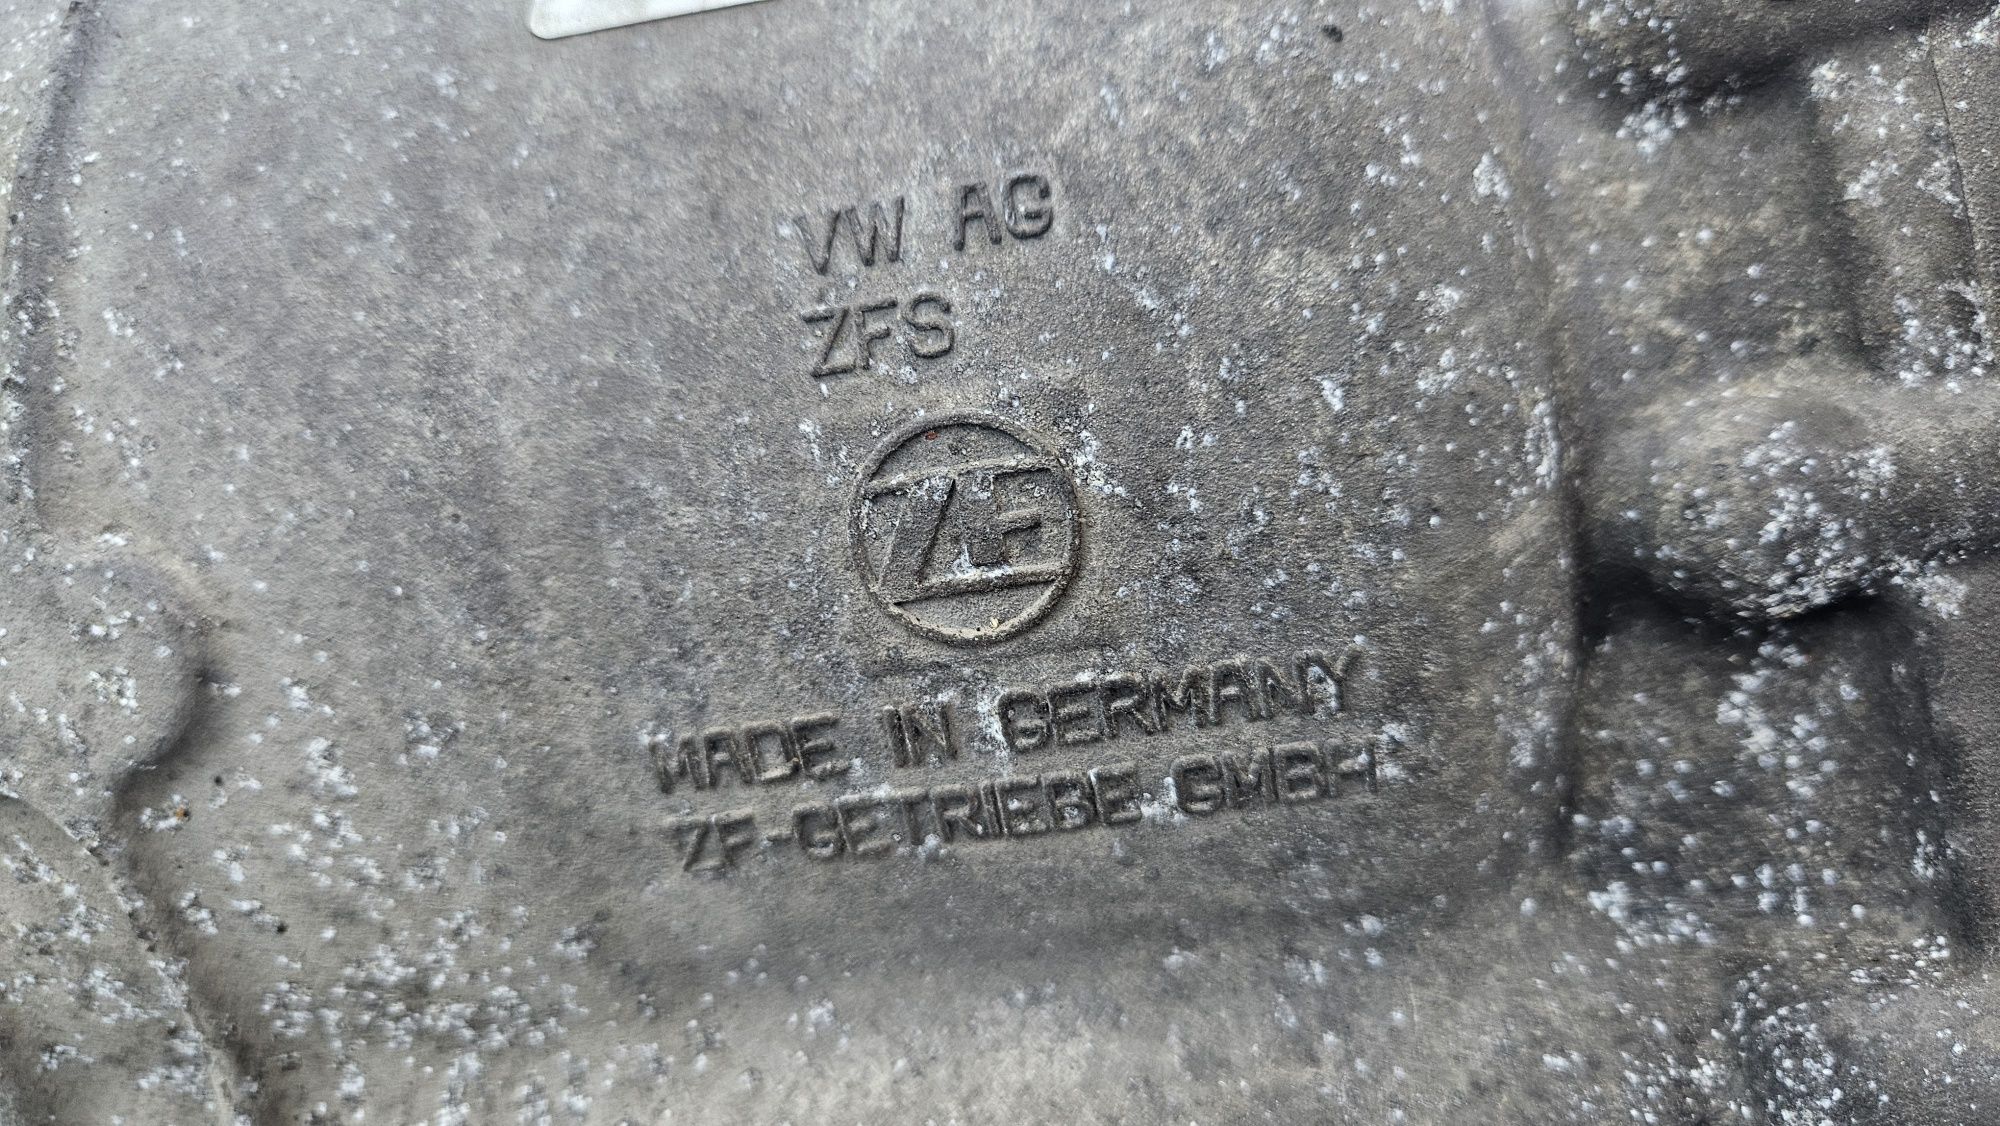 VW AG
ZFS
ZF
MADE IN GERMANY
ZF-GETRIEBE GMBH